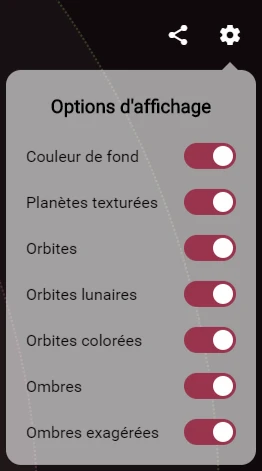 Options d'affichage
Couleur de fond
Planètes texturées
Orbites
Orbites lunaires
Orbites colorées
Ombres
Ombres exagérées